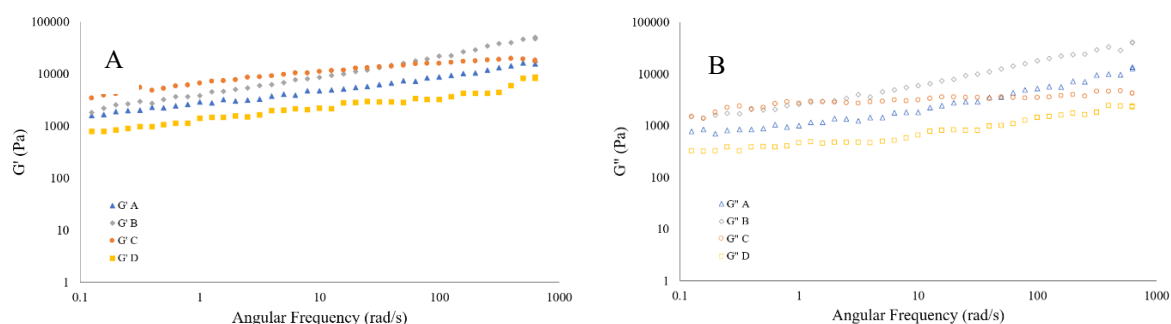 A
G' (Pa)
100000
10000
1000
100
10
1
G' A
G' B
G' C
G' D
0.1 1 10 100 1000
Angular Frequency (rad/s)
B
G" (Pa)
100000
10000
1000
100
10
1
G" A
G" B
G" C
G" D
0.1 1 10 100 1000
Angular Frequency (rad/s)